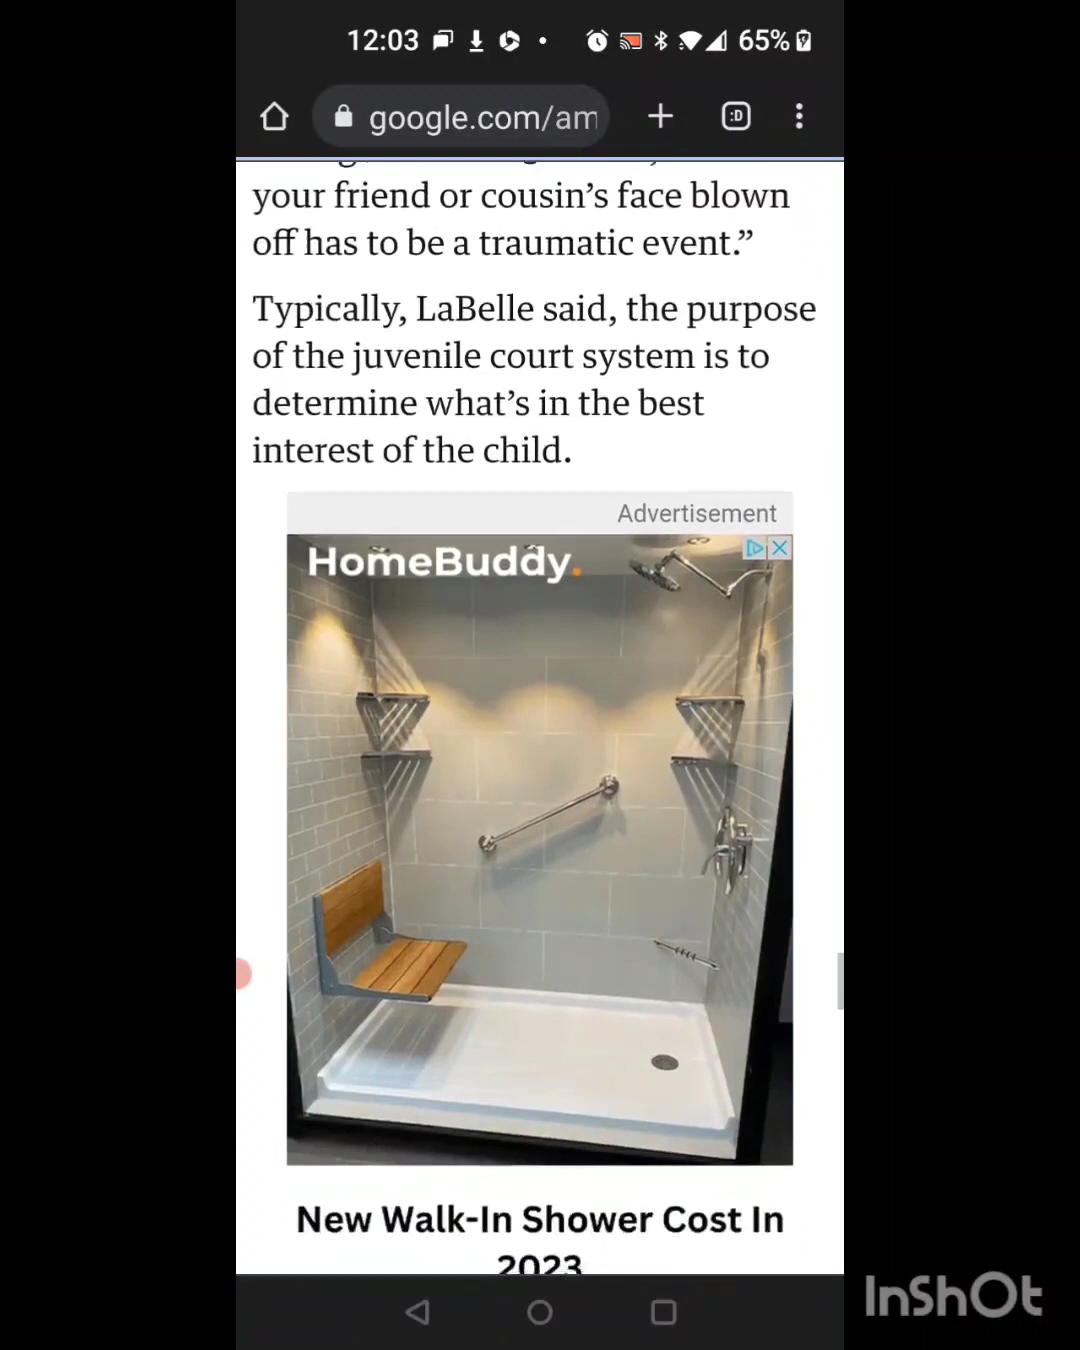 12:03
65%
google.com/am
:D
your friend or cousin’s face blown
off has to be a traumatic event.”
Typically, LaBelle said, the purpose
of the juvenile court system is to
determine what’s in the best
interest of the child.
Advertisement
HomeBuddy.
New Walk-In Shower Cost In
2023
InShOt